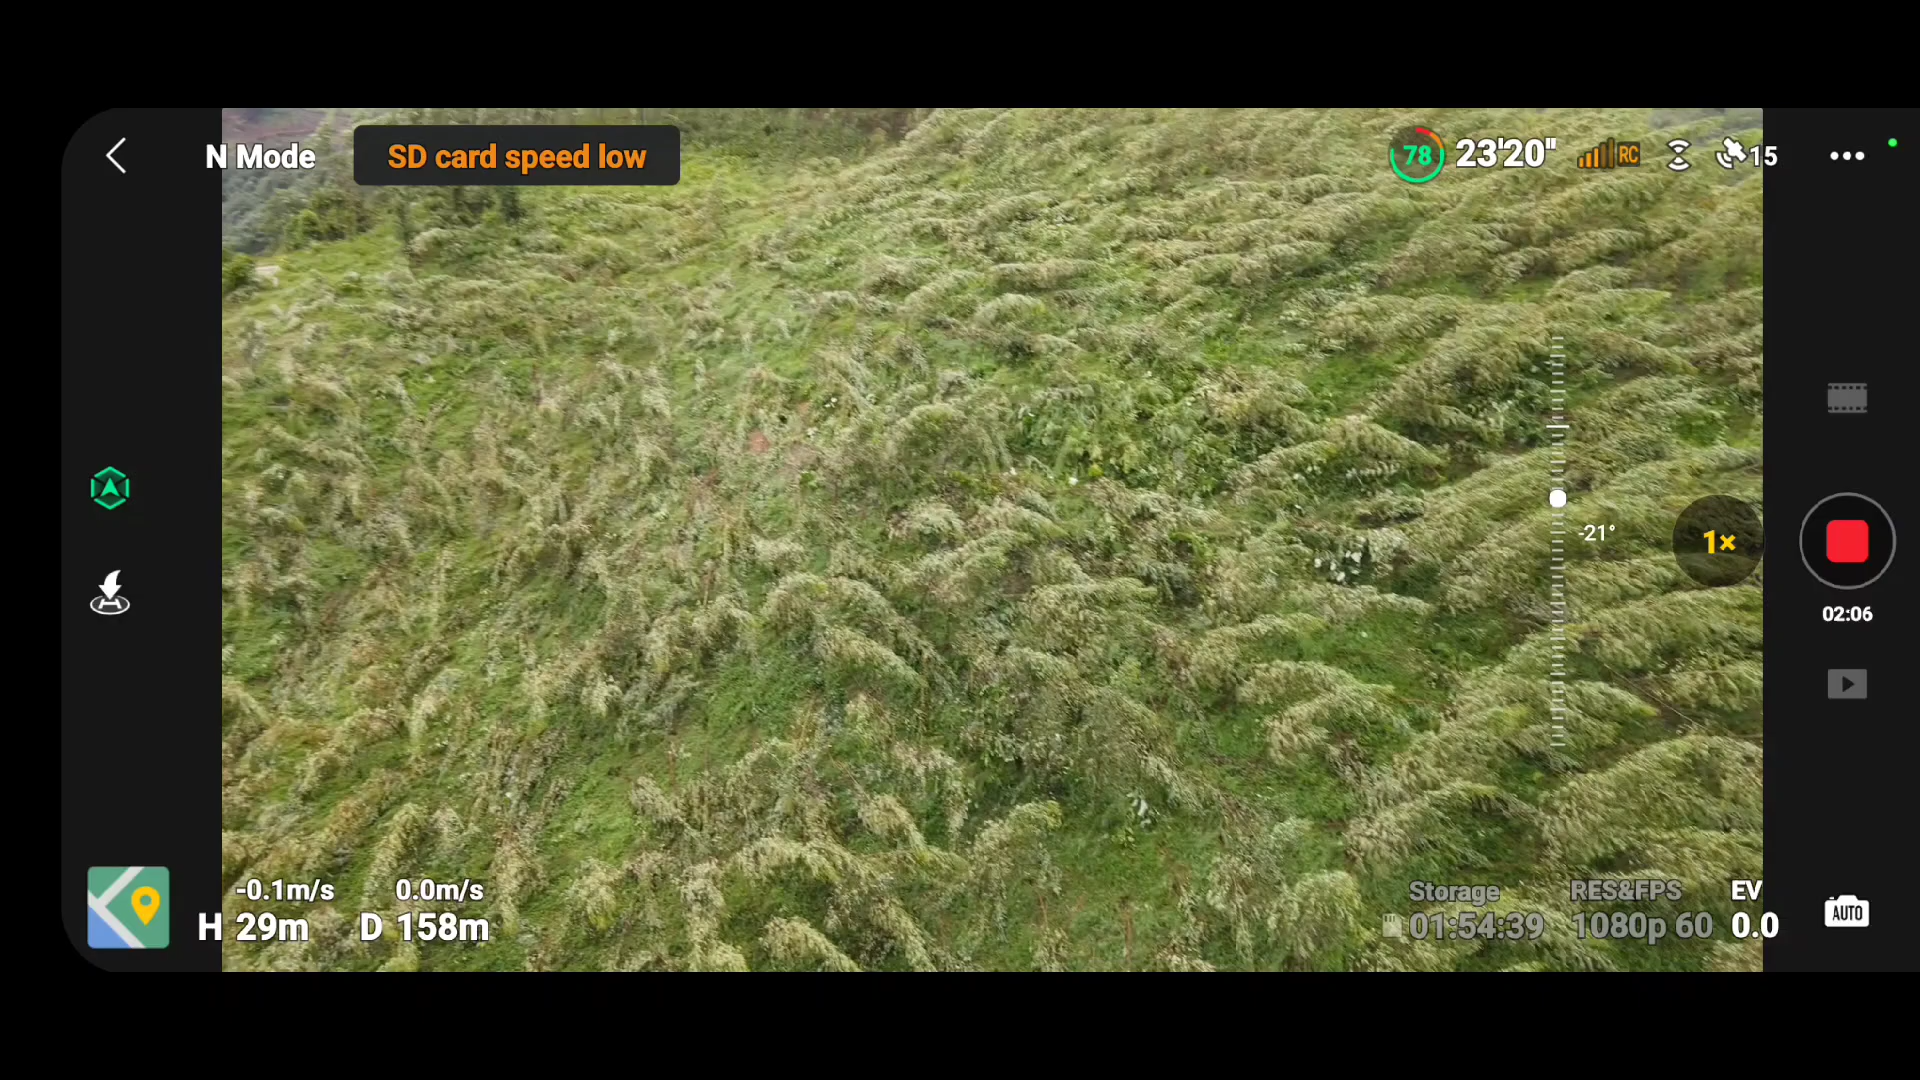 N Mode
SD card speed low
78
23'20"
RC
15
-21°
1×
02:06
-0.1m/s
0.0m/s
H 29m
D 158m
Storage
01:54:39
RES&FPS
1080p 60
EV
0.0
AUTO